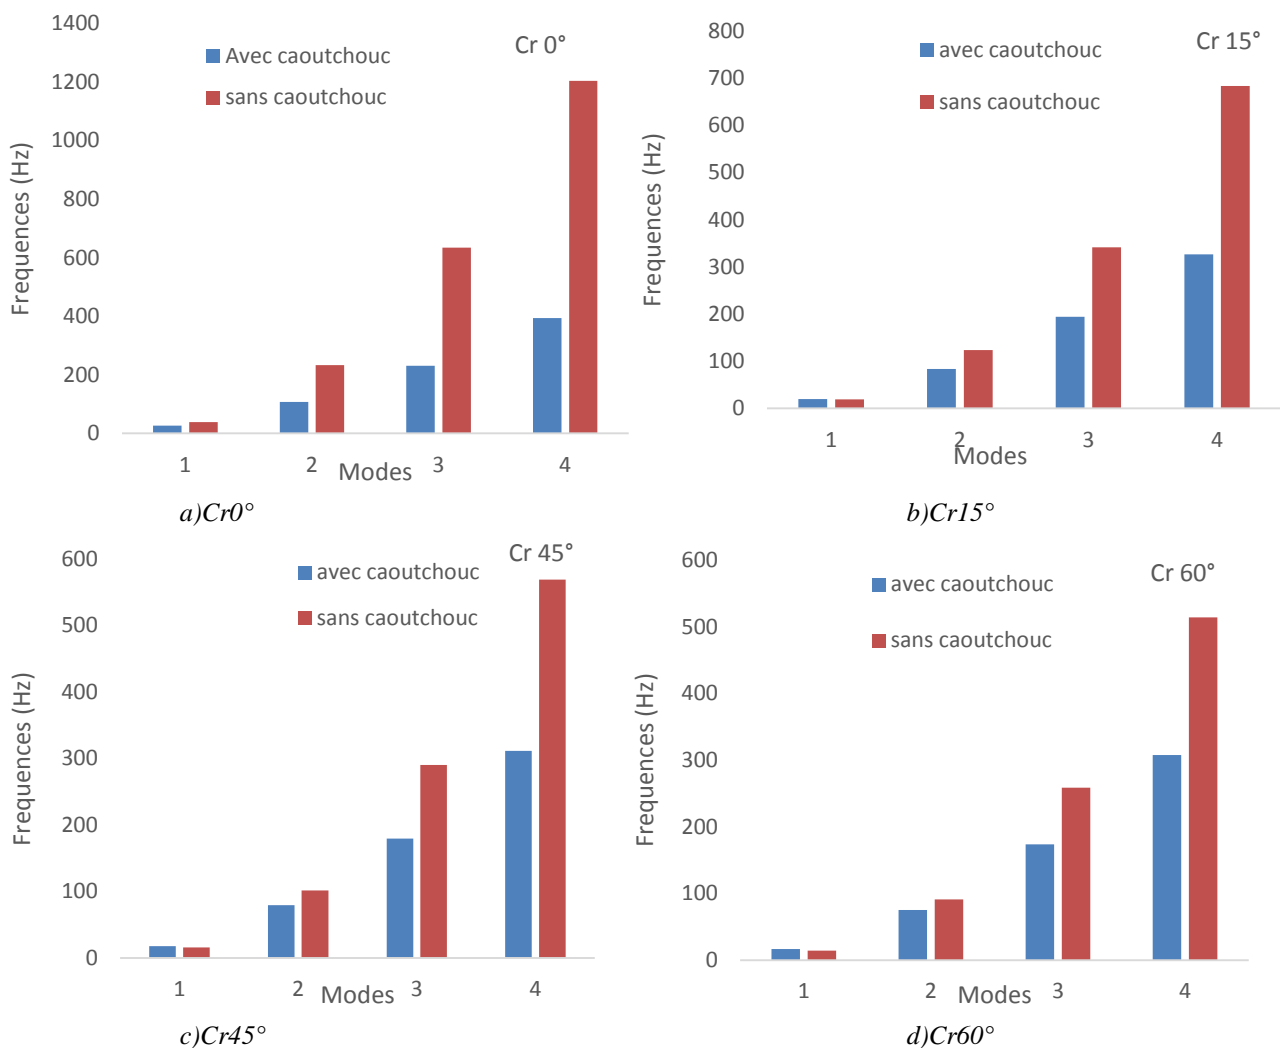 1400
1200
1000
800
600
400
200
0
Frequences (Hz)
Avec caoutchouc
sans caoutchouc
Cr 0°
1 2 3 4
Modes
a)Cr0°
800
700
600
500
400
300
200
100
0
Frequences (Hz)
avec caoutchouc
sans caoutchouc
Cr 15°
1 2 3 4
Modes
b)Cr15°
600
500
400
300
200
100
0
Frequences (Hz)
avec caoutchouc
sans caoutchouc
Cr 45°
1 2 3 4
Modes
c)Cr45°
600
500
400
300
200
100
0
Frequences (Hz)
avec caoutchouc
sans caoutchouc
Cr 60°
1 2 3 4
Modes
d)Cr60°